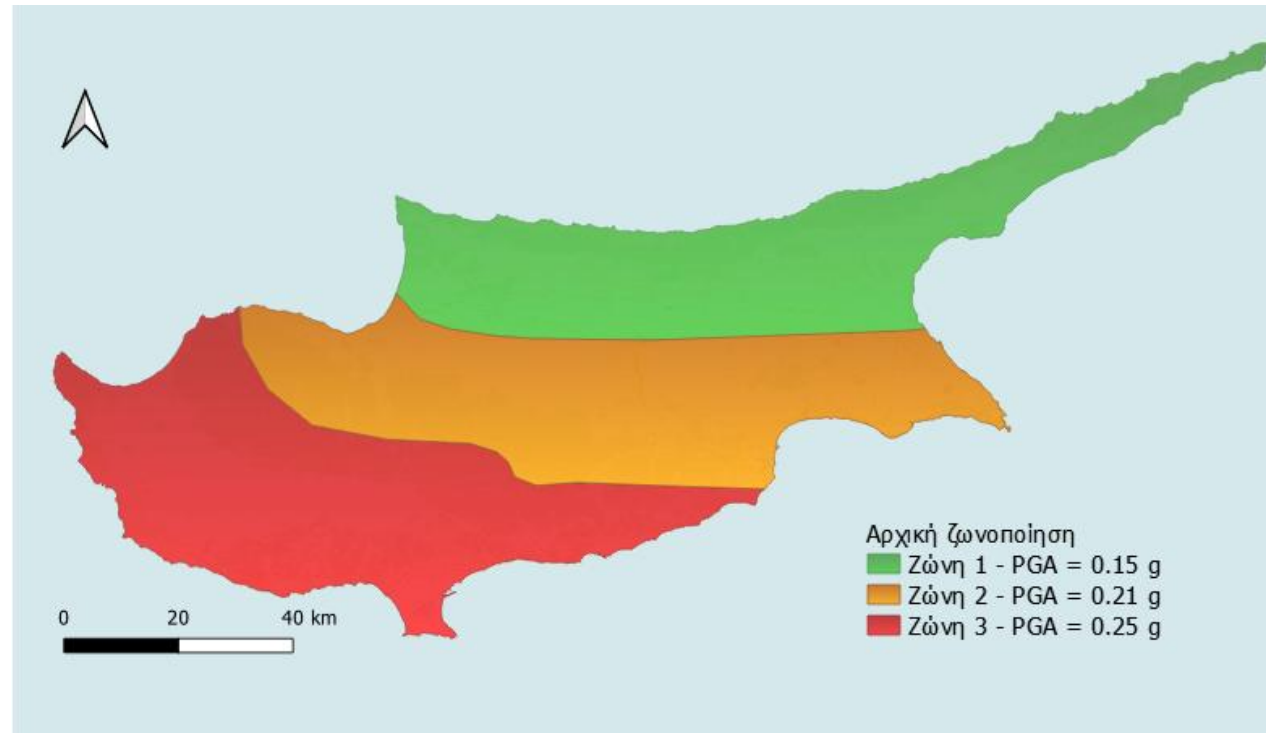 Αρχική ζωνοποίηση
Ζώνη 1 - PGA = 0.15 g
Ζώνη 2 - PGA = 0.21 g
Ζώνη 3 - PGA = 0.25 g
0 20 40 km